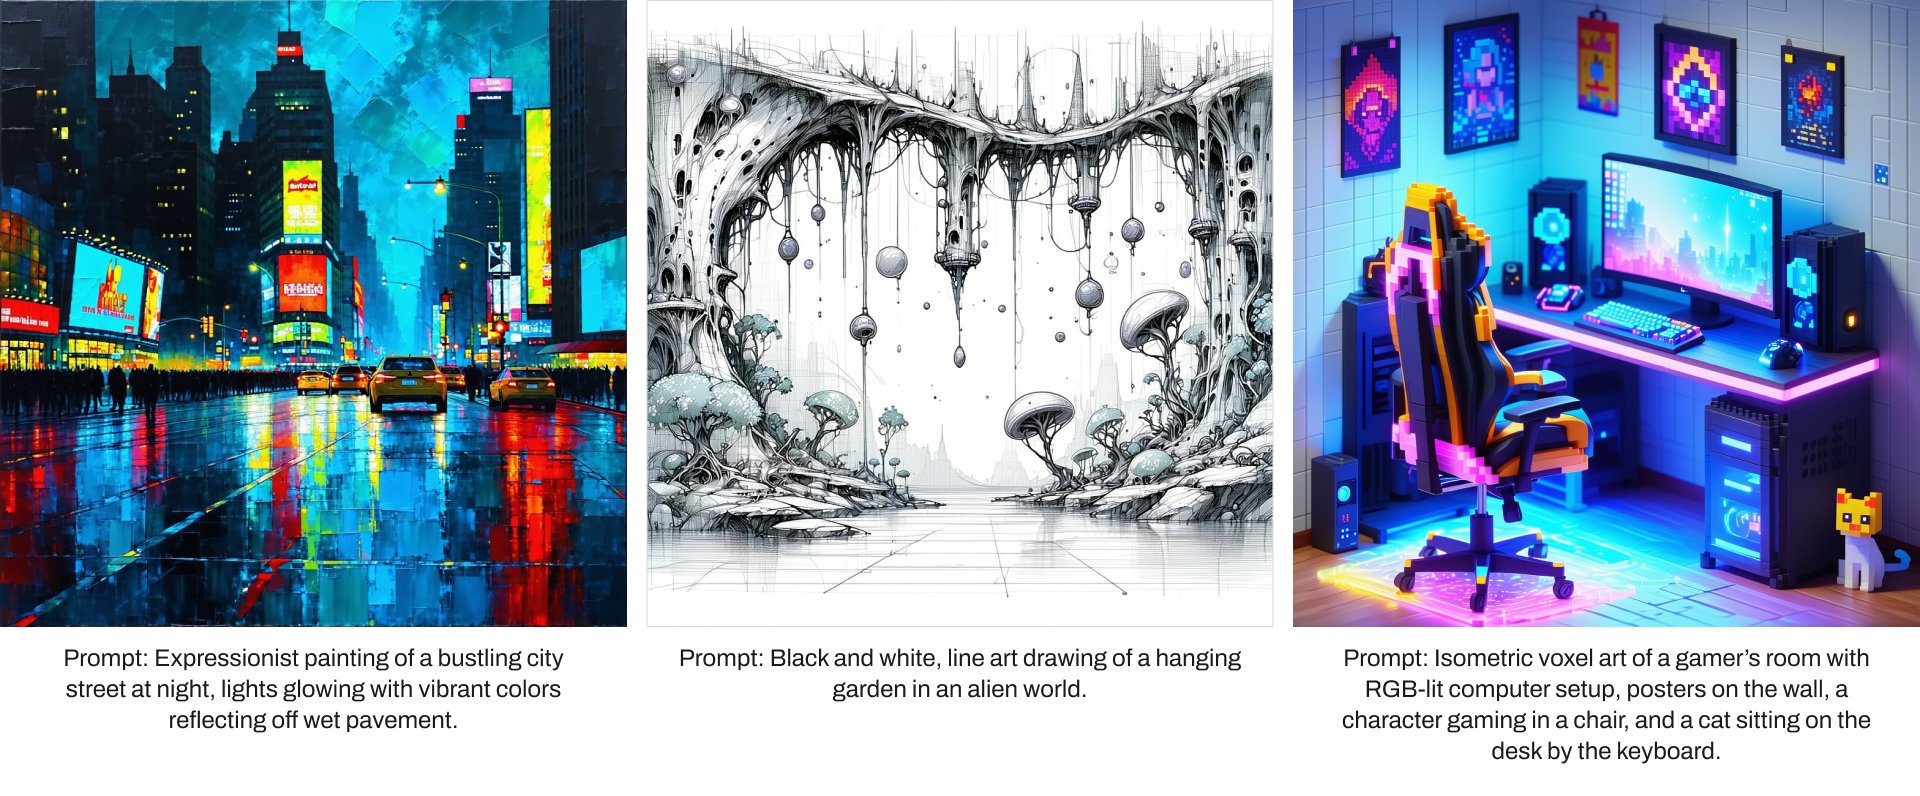 Prompt: Expressionist painting of a bustling city
street at night, lights glowing with vibrant colors
reflecting off wet pavement.
Prompt: Black and white, line art drawing of a hanging
garden in an alien world.
Prompt: Isometric voxel art of a gamer’s room with
RGB-lit computer setup, posters on the wall, a
character gaming in a chair, and a cat sitting on the
desk by the keyboard.